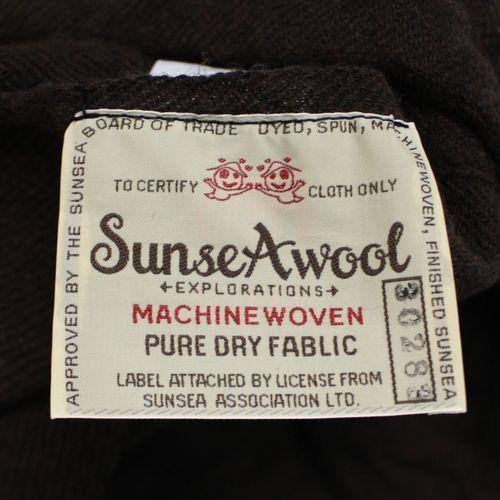 APPROVED BY THE SUNSEA BOARD OF TRADE DYED, SPUN, MACHINEWOVEN, FINISHED SUNSEA
TO CERTIFY CLOTH ONLY
SunseAwool
EXPLORATIONS
MACHINEWOVEN
PURE DRY FABLIC
LABEL ATTACHED BY LICENSE FROM
SUNSEA ASSOCIATION LTD.
30283